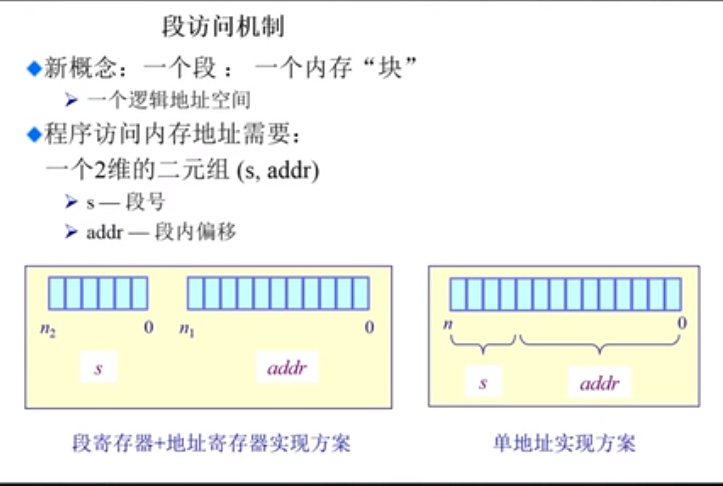 段访问机制
◆新概念：一个段： 一个内存“块”
➢ 一个逻辑地址空间
◆程序访问内存地址需要：
一个2维的二元组 (s, addr)
➢ s — 段号
➢ addr — 段内偏移
n₂ 0 n₁ 0
s addr
n 0
s addr
段寄存器+地址寄存器实现方案
单地址实现方案